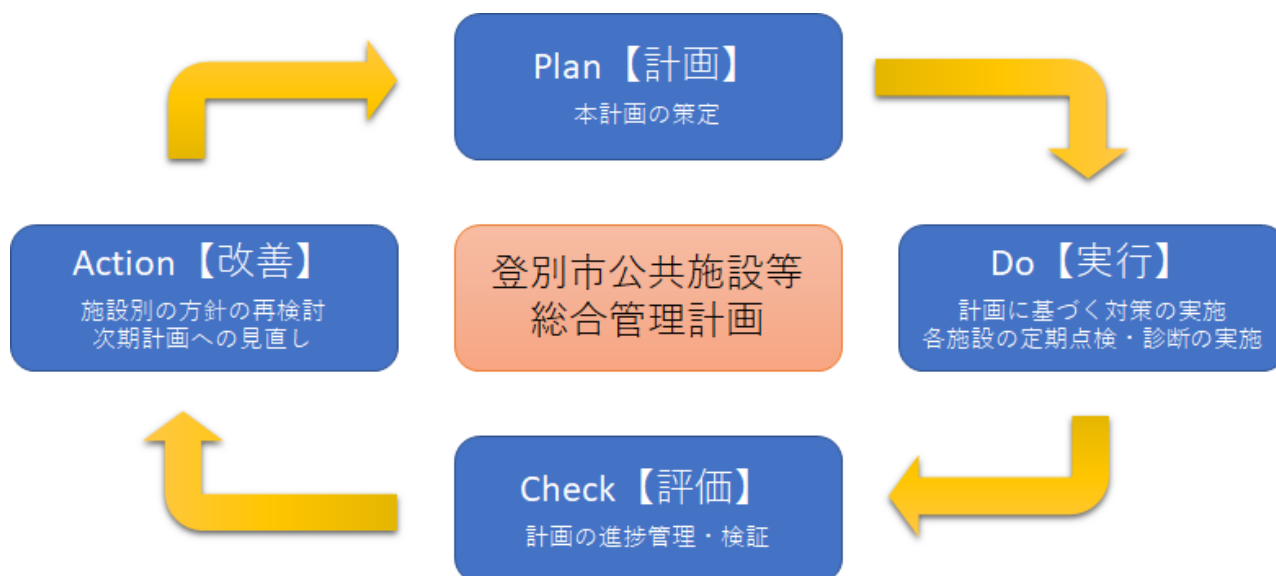 Plan【計画】
本計画の策定
Action【改善】
施設別の方針の再検討
次期計画への見直し
登別市公共施設等
総合管理計画
Do【実行】
計画に基づく対策の実施
各施設の定期点検・診断の実施
Check【評価】
計画の進捗管理・検証